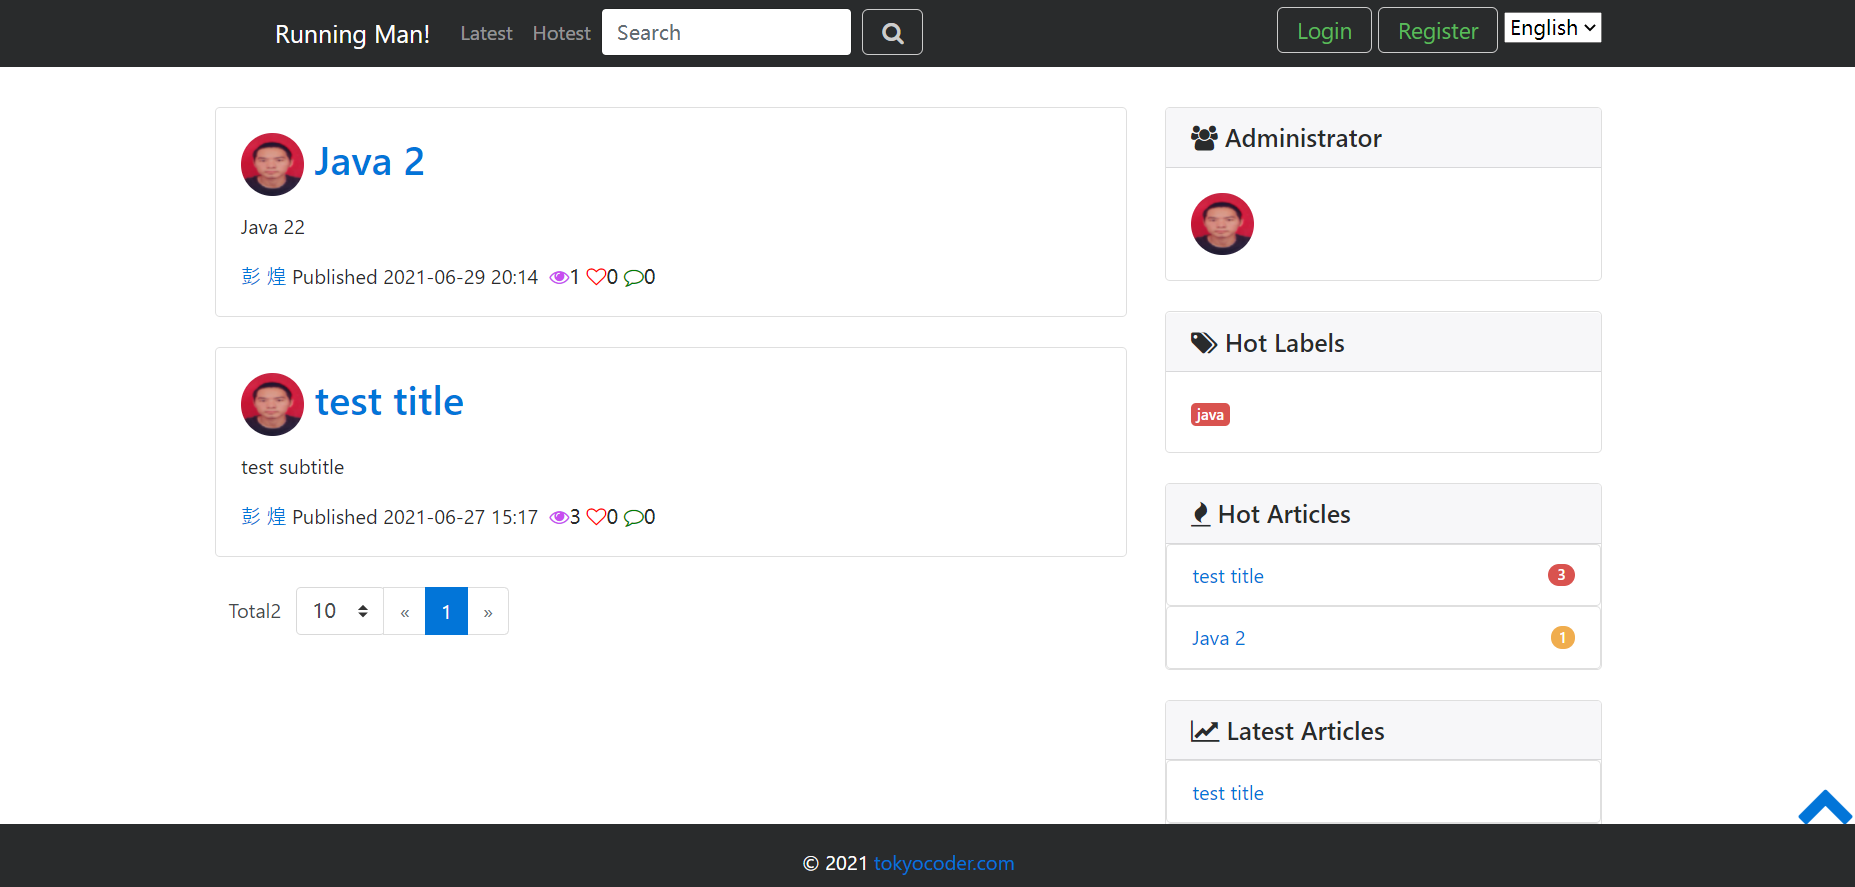 Running Man! Latest Hotest Search Login Register English
Java 2
Java 22
彭 煌 Published 2021-06-29 20:14 1 0 0
test title
test subtitle
彭 煌 Published 2021-06-27 15:17 3 0 0
Total2 10 « 1 »
Administrator
Hot Labels
java
Hot Articles
test title 3
Java 2 1
Latest Articles
test title
© 2021 tokyocoder.com